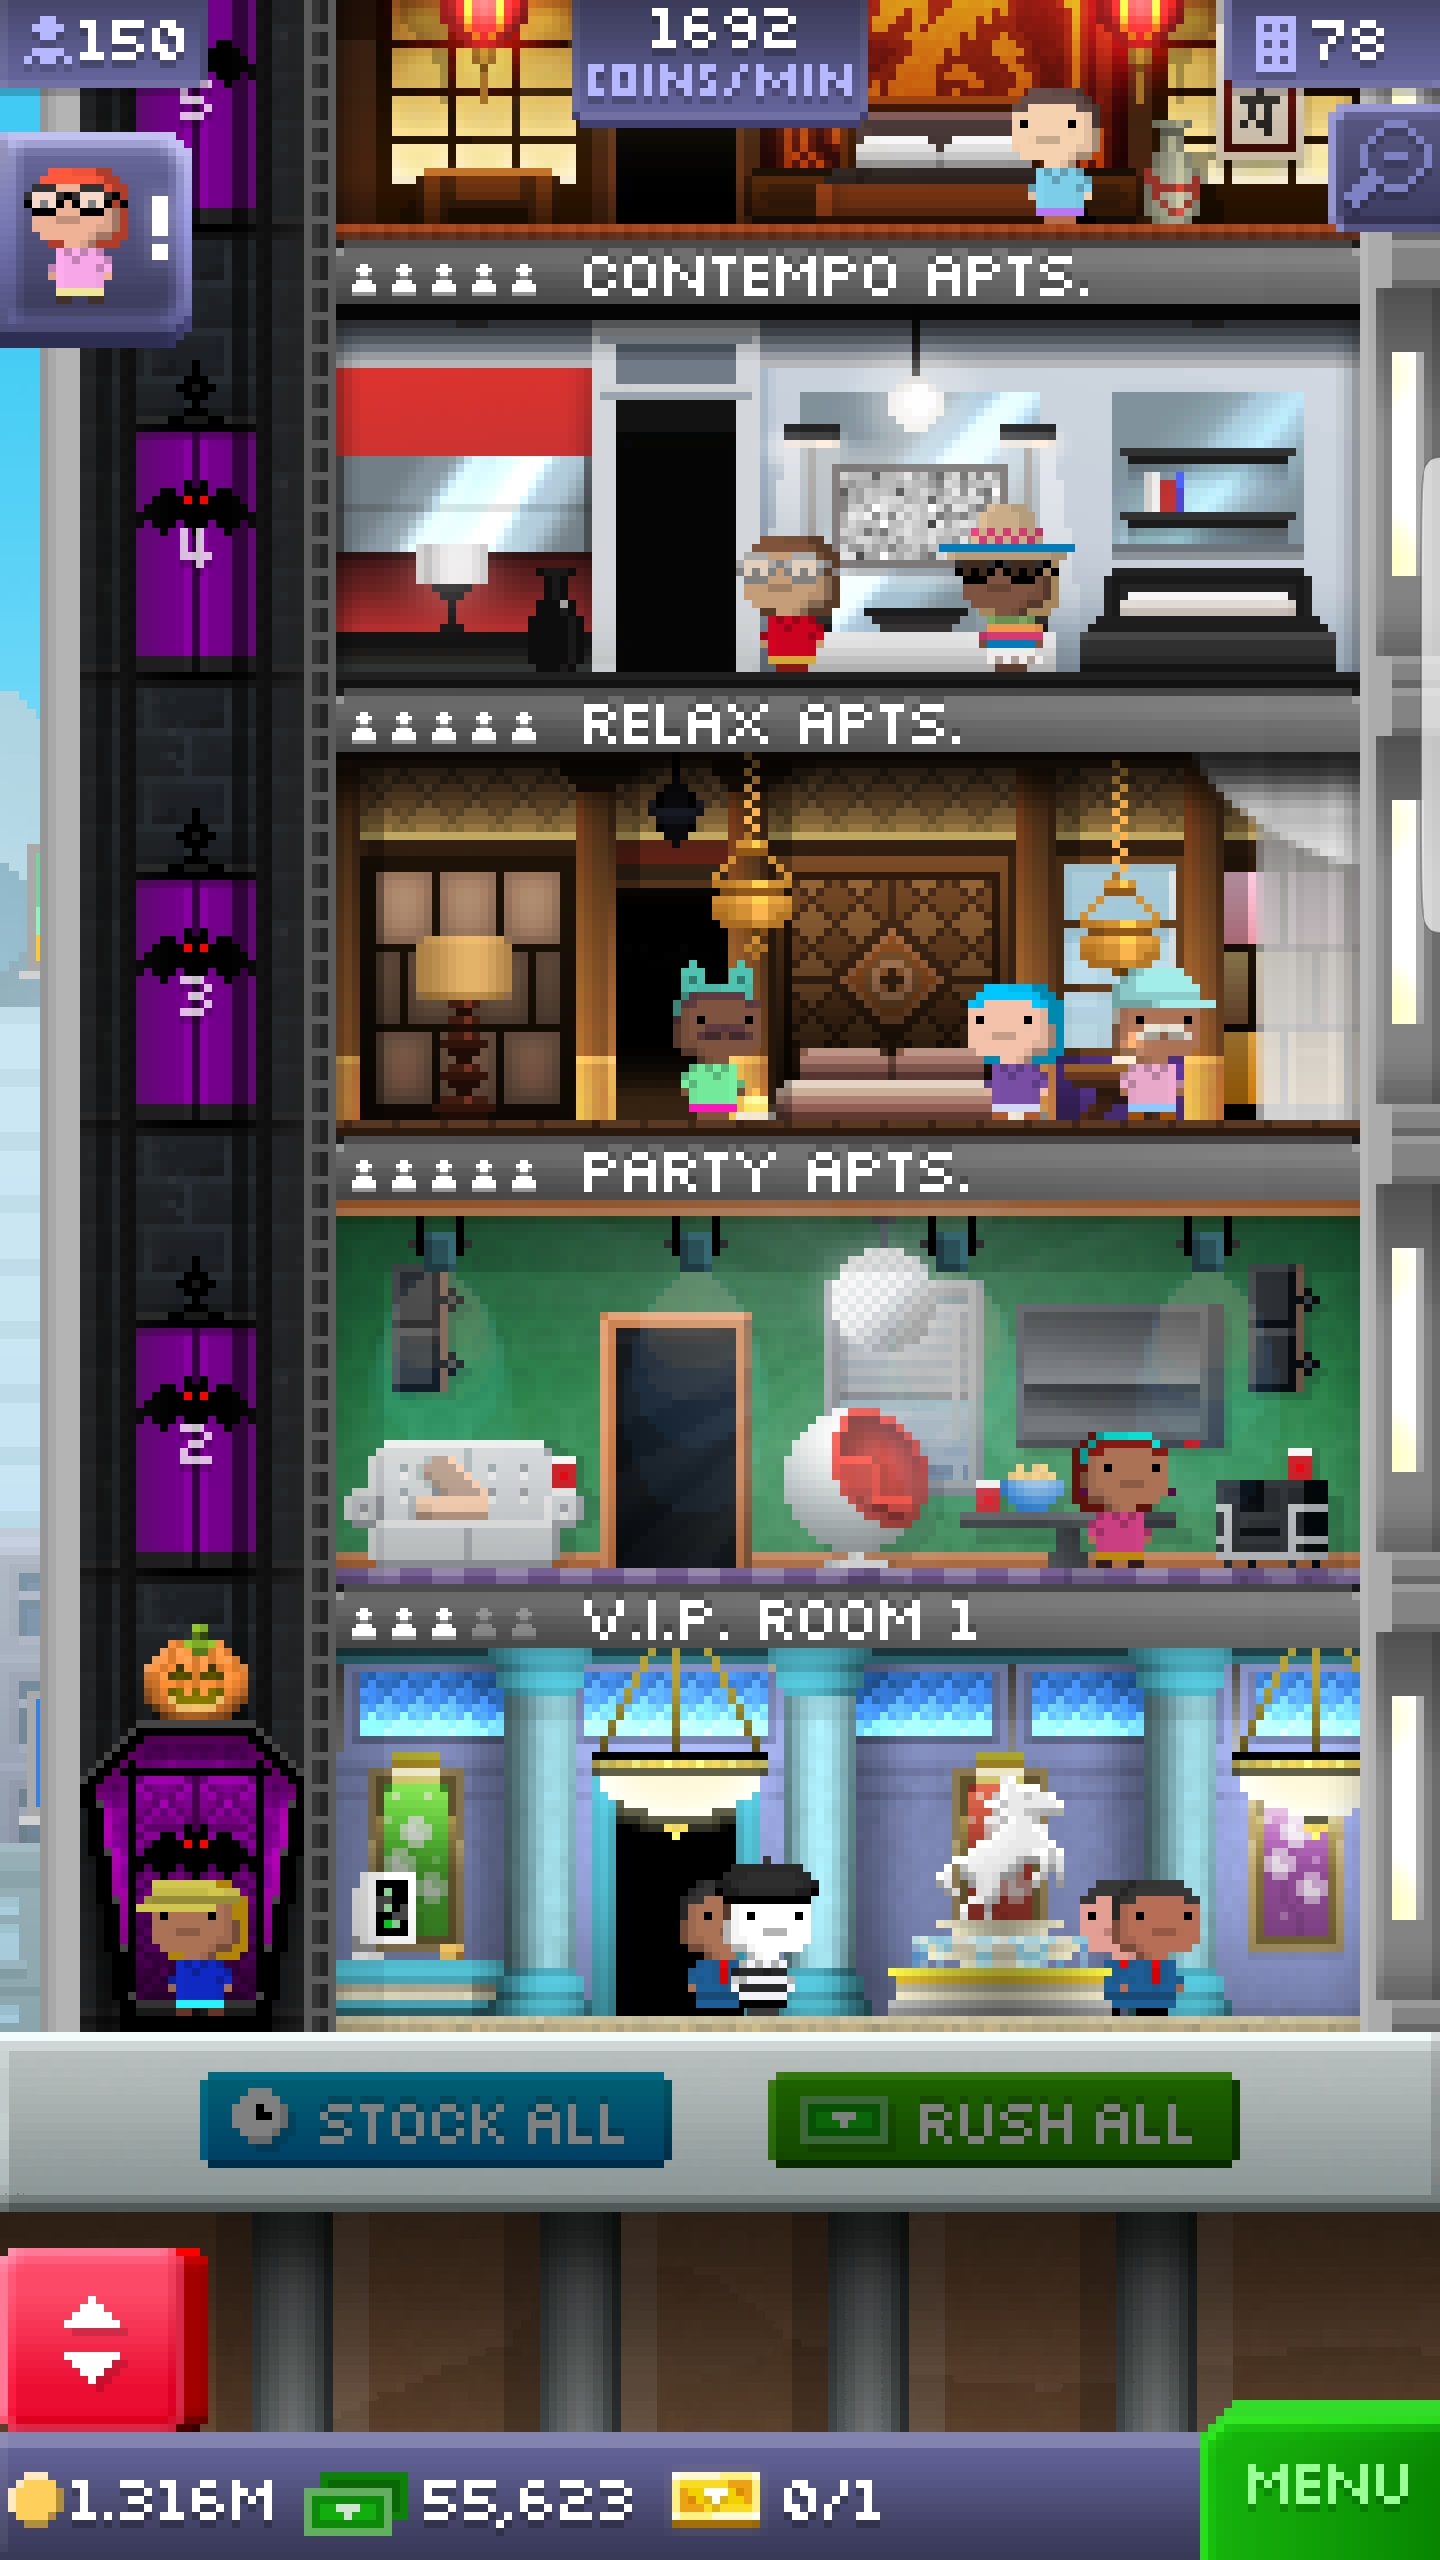 150
1692
COINS/MIN
78
5
!
CONTEMPO APTS.
4
RELAX APTS.
3
PARTY APTS.
2
V.I.P. ROOM 1
STOCK ALL
RUSH ALL
1.316M
55,623
0/1
MENU